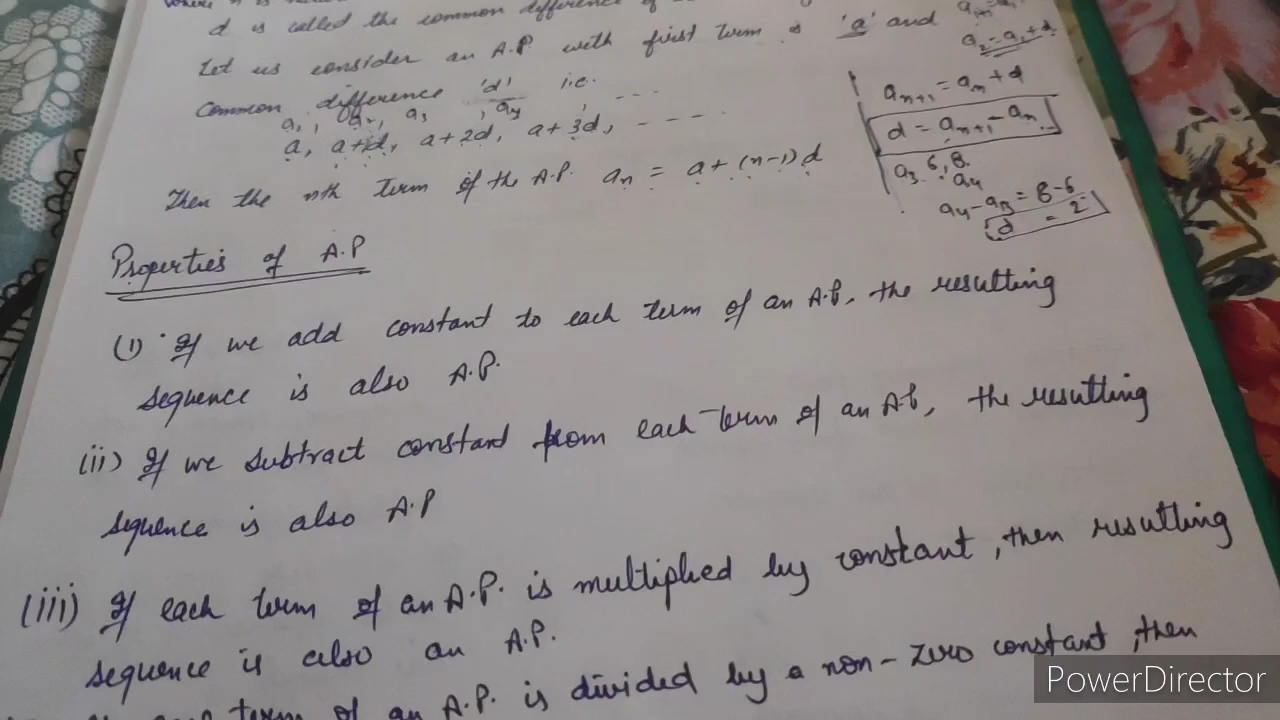 d is called the common difference of
Let us consider an A.P with first term is 'a' and
Common difference 'd' i.e.
a₁, a₂, a₃, a₄, ---
a, a+d, a+2d, a+3d, ----
Then the nth term of the A.P. aₙ = a+(n-1)d
a₂ = a₁+d
aₙ₊₁ = aₙ+d
d = aₙ₊₁-aₙ
6, 8
a₃ a₄
a₄-a₃ = 8-6
d = 2
Properties of A.P
(i) If we add constant to each term of an A.P, the resulting
sequence is also A.P.
(ii) If we subtract constant from each term of an A.P, the resulting
sequence is also A.P
(iii) If each term of an A.P. is multiplied by constant, then resulting
sequence is also an A.P.
term of an A.P. is divided by a non-zero constant, then
PowerDirector